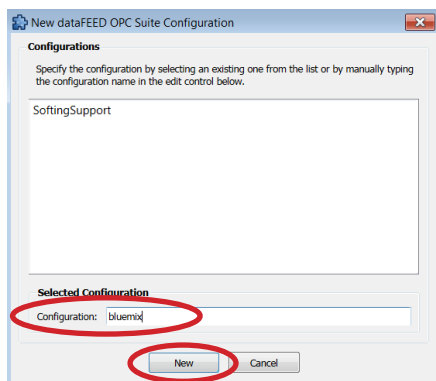 New dataFEED OPC Suite Configuration
Configurations
Specify the configuration by selecting an existing one from the list or by manually typing
the configuration name in the edit control below.
SoftingSupport
Selected Configuration
Configuration: bluemix
New Cancel